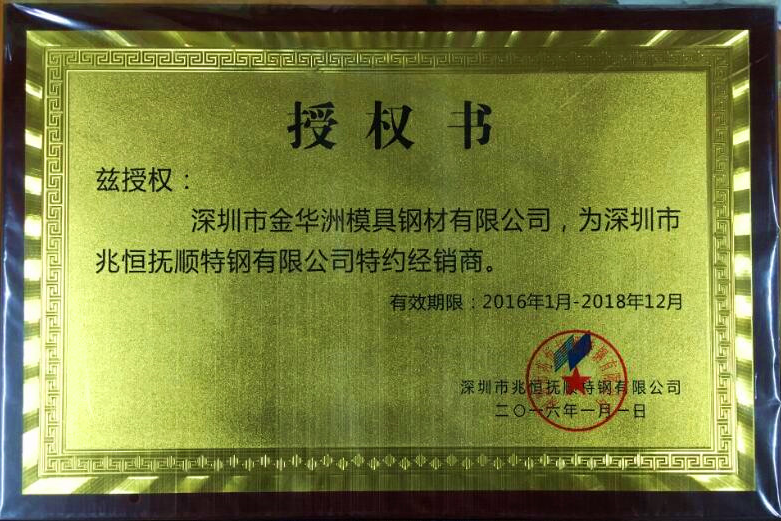 授权书
兹授权：
深圳市金华洲模具钢材有限公司，为深圳市
兆恒抚顺特钢有限公司特约经销商。
有效期限：2016年1月-2018年12月
深圳市兆恒抚顺特钢有限公司
二〇一六年一月一日